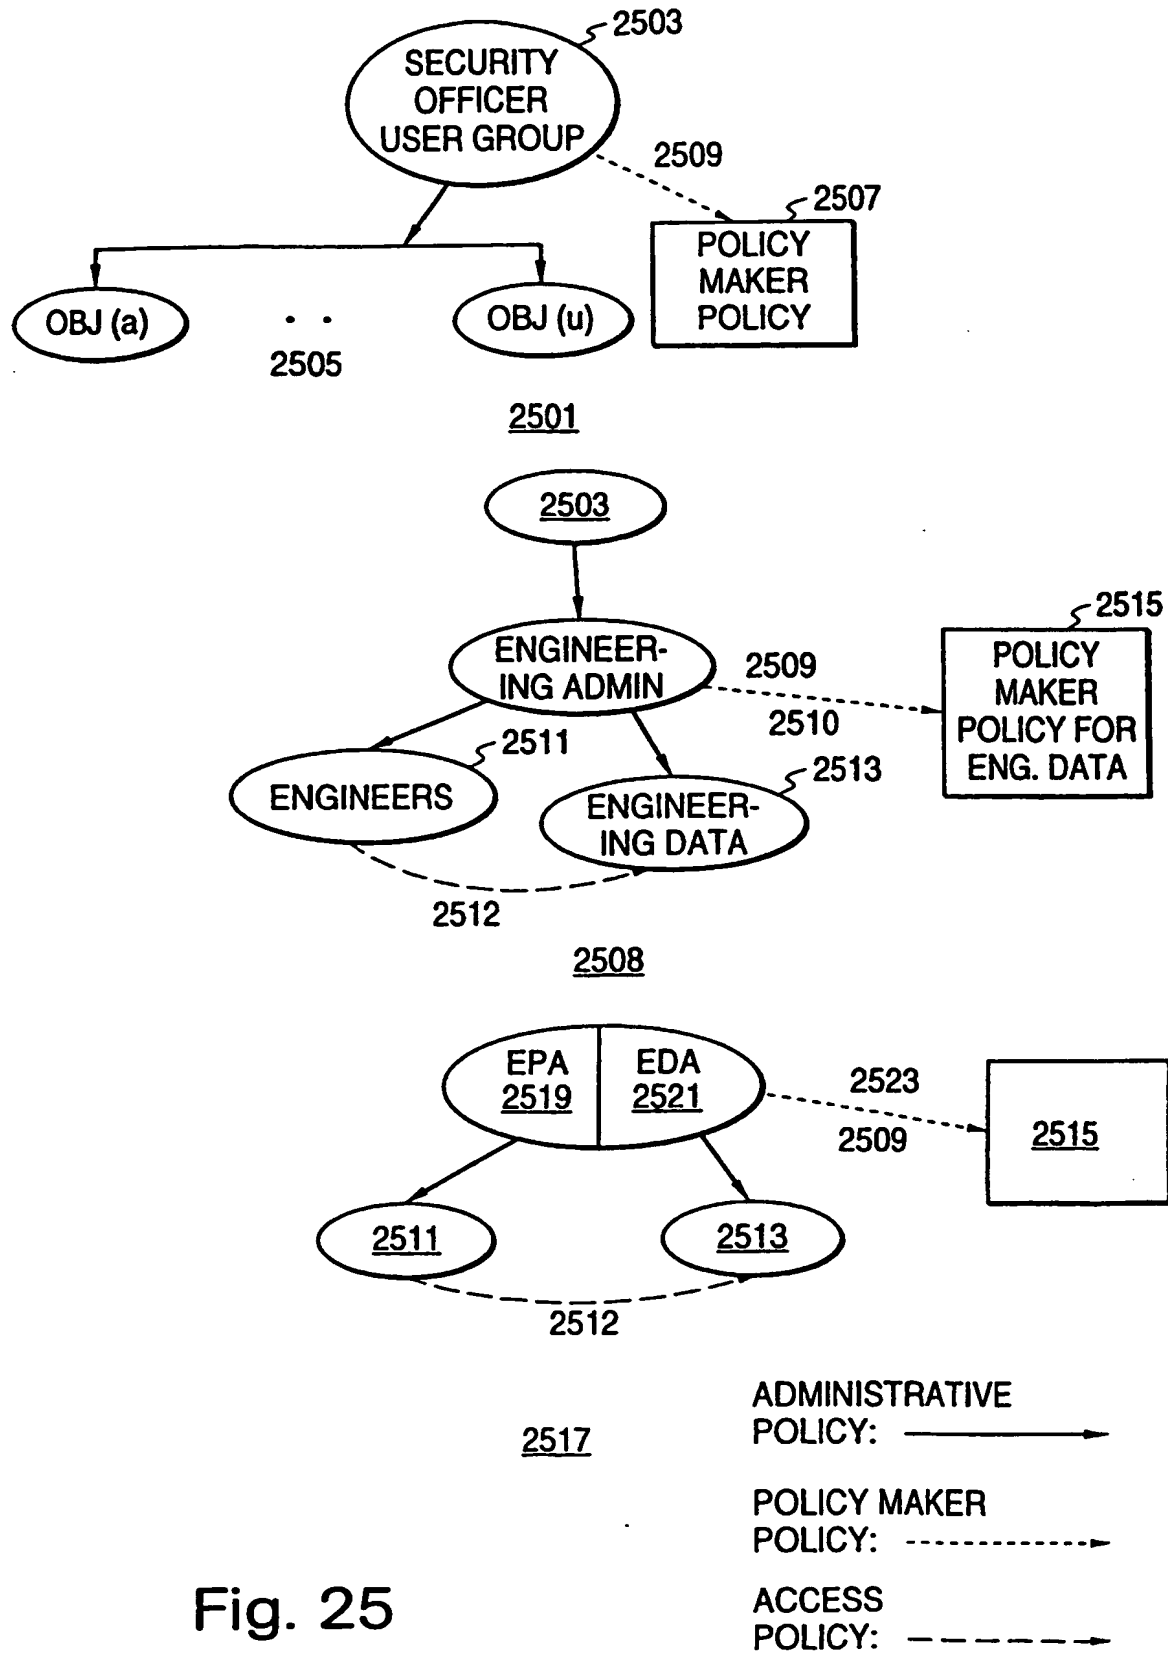 2503
SECURITY
OFFICER
USER GROUP
2509
2507
POLICY
MAKER
POLICY
OBJ (a)
. .
OBJ (u)
2505
2501
2503
2515
ENGINEER-
ING ADMIN
2509
2510
POLICY
MAKER
POLICY FOR
ENG. DATA
2511
2513
ENGINEERS
ENGINEER-
ING DATA
2512
2508
EPA
2519
EDA
2521
2523
2509
2515
2511
2513
2512
2517
ADMINISTRATIVE
POLICY:
POLICY MAKER
POLICY:
ACCESS
POLICY:
Fig. 25